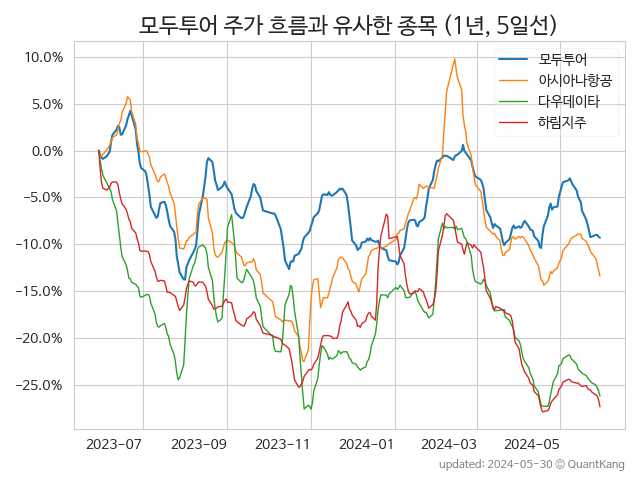 모두투어 주가 흐름과 유사한 종목 (1년, 5일선)
모두투어
아시아나항공
다우데이타
하림지주
10.0%
5.0%
0.0%
−5.0%
−10.0%
−15.0%
−20.0%
−25.0%
2023-07 2023-09 2023-11 2024-01 2024-03 2024-05
updated: 2024-05-30 © QuantKang